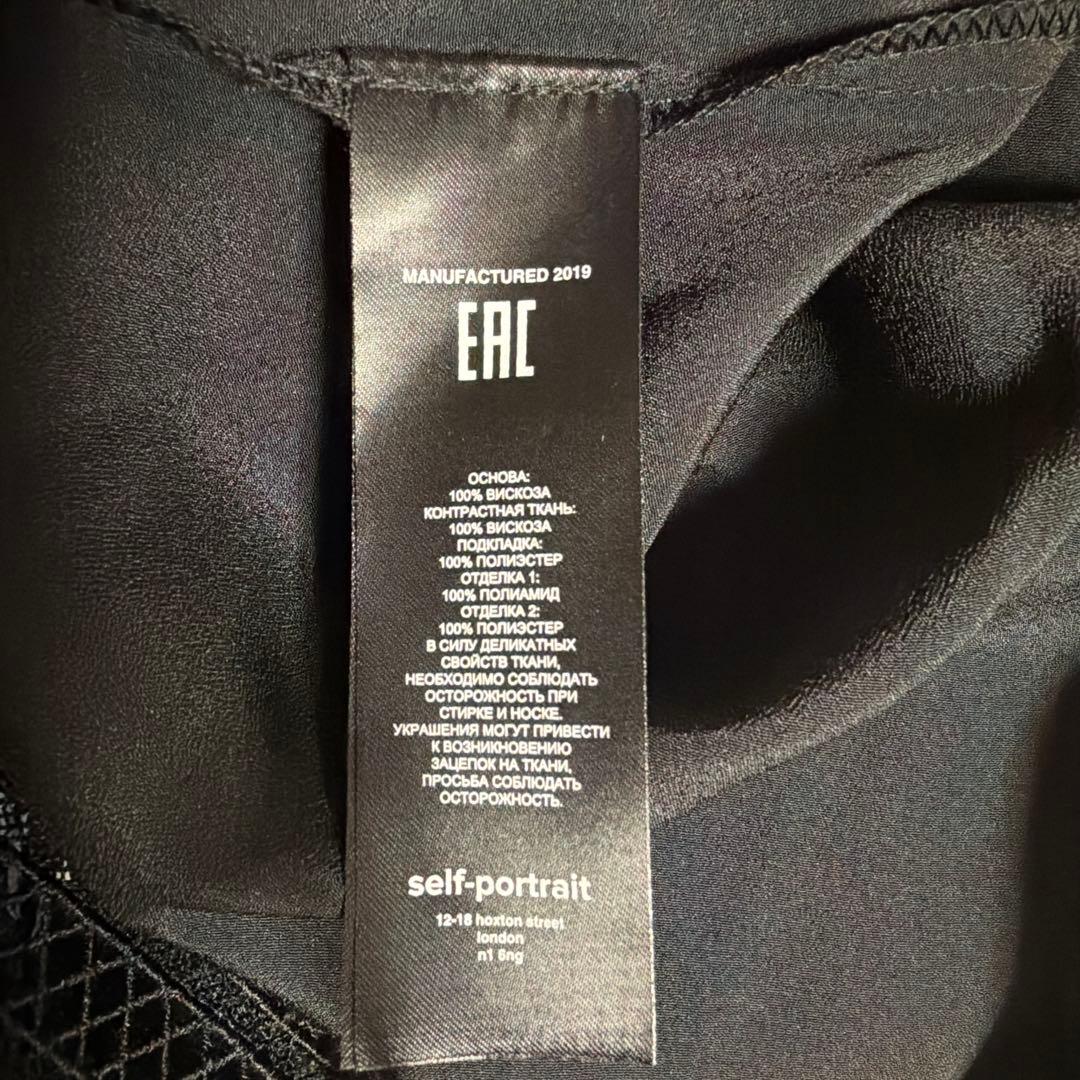 MANUFACTURED 2019
EAC
ОСНОВА:
100% ВИСКОЗА
КОНТРАСТНАЯ ТКАНЬ:
100% ВИСКОЗА
ПОДКЛАДКА:
100% ПОЛИЭСТЕР
ОТДЕЛКА 1:
100% ПОЛИАМИД
ОТДЕЛКА 2:
100% ПОЛИЭСТЕР
В СИЛУ ДЕЛИКАТНЫХ
СВОЙСТВ ТКАНИ,
НЕОБХОДИМО СОБЛЮДАТЬ
ОСТОРОЖНОСТЬ ПРИ
СТИРКЕ И НОСКЕ.
УКРАШЕНИЯ МОГУТ ПРИВЕСТИ
К ВОЗНИКНОВЕНИЮ
ЗАЦЕПОК НА ТКАНИ,
ПРОСЬБА СОБЛЮДАТЬ
ОСТОРОЖНОСТЬ.
self-portrait
12-18 hoxton street
london
n1 6ng